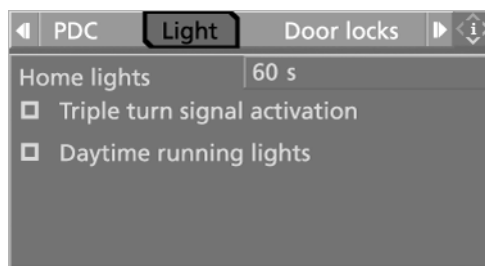 PDC Light Door locks i
Home lights 60 s
Triple turn signal activation
Daytime running lights